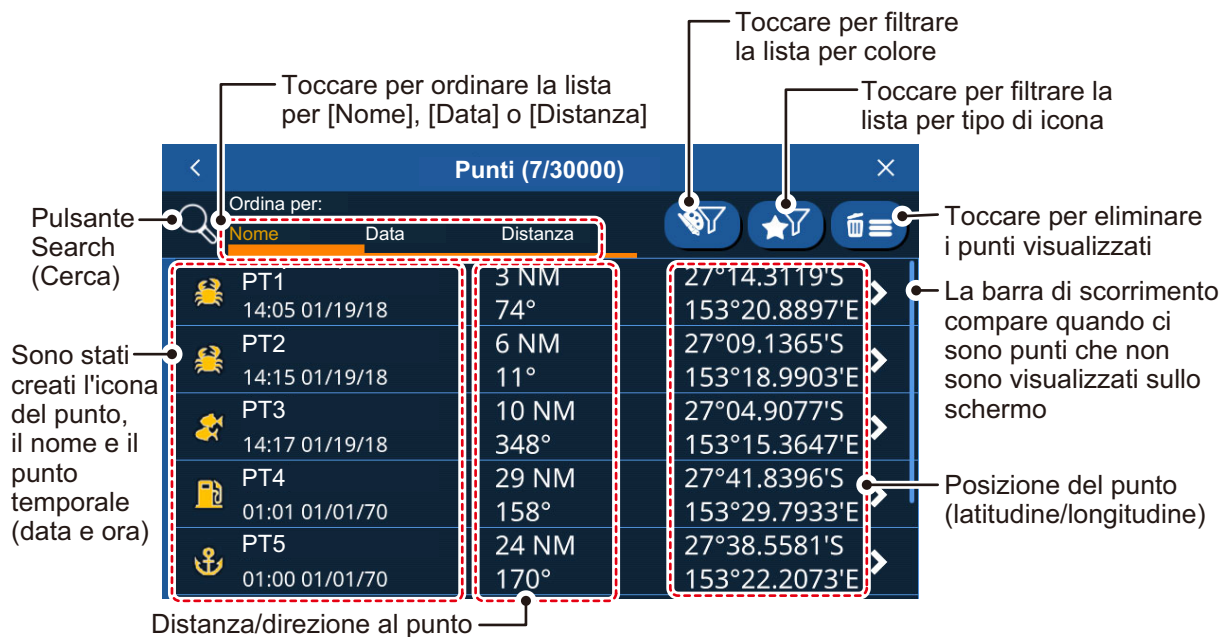 Toccare per filtrare
la lista per colore
Toccare per ordinare la lista
per [Nome], [Data] o [Distanza]
Toccare per filtrare la
lista per tipo di icona
Punti (7/30000)
Pulsante
Search
(Cerca)
Ordina per:
Nome Data Distanza
Toccare per eliminare
i punti visualizzati
PT1 3 NM 27°14.3119'S
14:05 01/19/18 74° 153°20.8897'E
PT2 6 NM 27°09.1365'S
14:15 01/19/18 11° 153°18.9903'E
PT3 10 NM 27°04.9077'S
14:17 01/19/18 348° 153°15.3647'E
PT4 29 NM 27°41.8396'S
01:01 01/01/70 158° 153°29.7933'E
PT5 24 NM 27°38.5581'S
01:00 01/01/70 170° 153°22.2073'E
La barra di scorrimento
compare quando ci
sono punti che non
sono visualizzati sullo
schermo
Sono stati
creati l'icona
del punto,
il nome e il
punto
temporale
(data e ora)
Posizione del punto
(latitudine/longitudine)
Distanza/direzione al punto